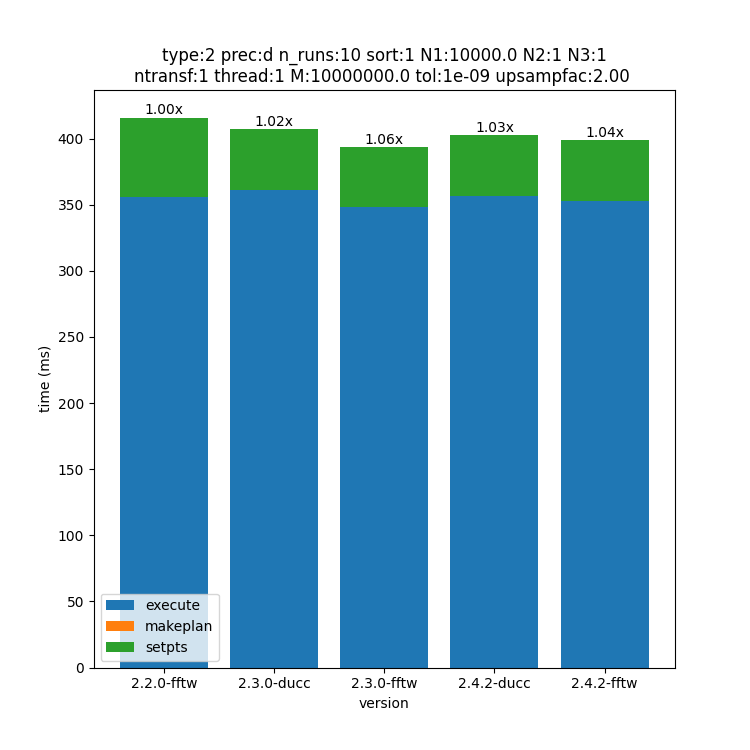 type:2 prec:d n_runs:10 sort:1 N1:10000.0 N2:1 N3:1
ntransf:1 thread:1 M:10000000.0 tol:1e-09 upsampfac:2.00
1.00x
1.02x
1.06x
1.03x
1.04x
400
350
300
250
200
150
100
50
0
time (ms)
execute
makeplan
setpts
2.2.0-fftw
2.3.0-ducc
2.3.0-fftw
2.4.2-ducc
2.4.2-fftw
version